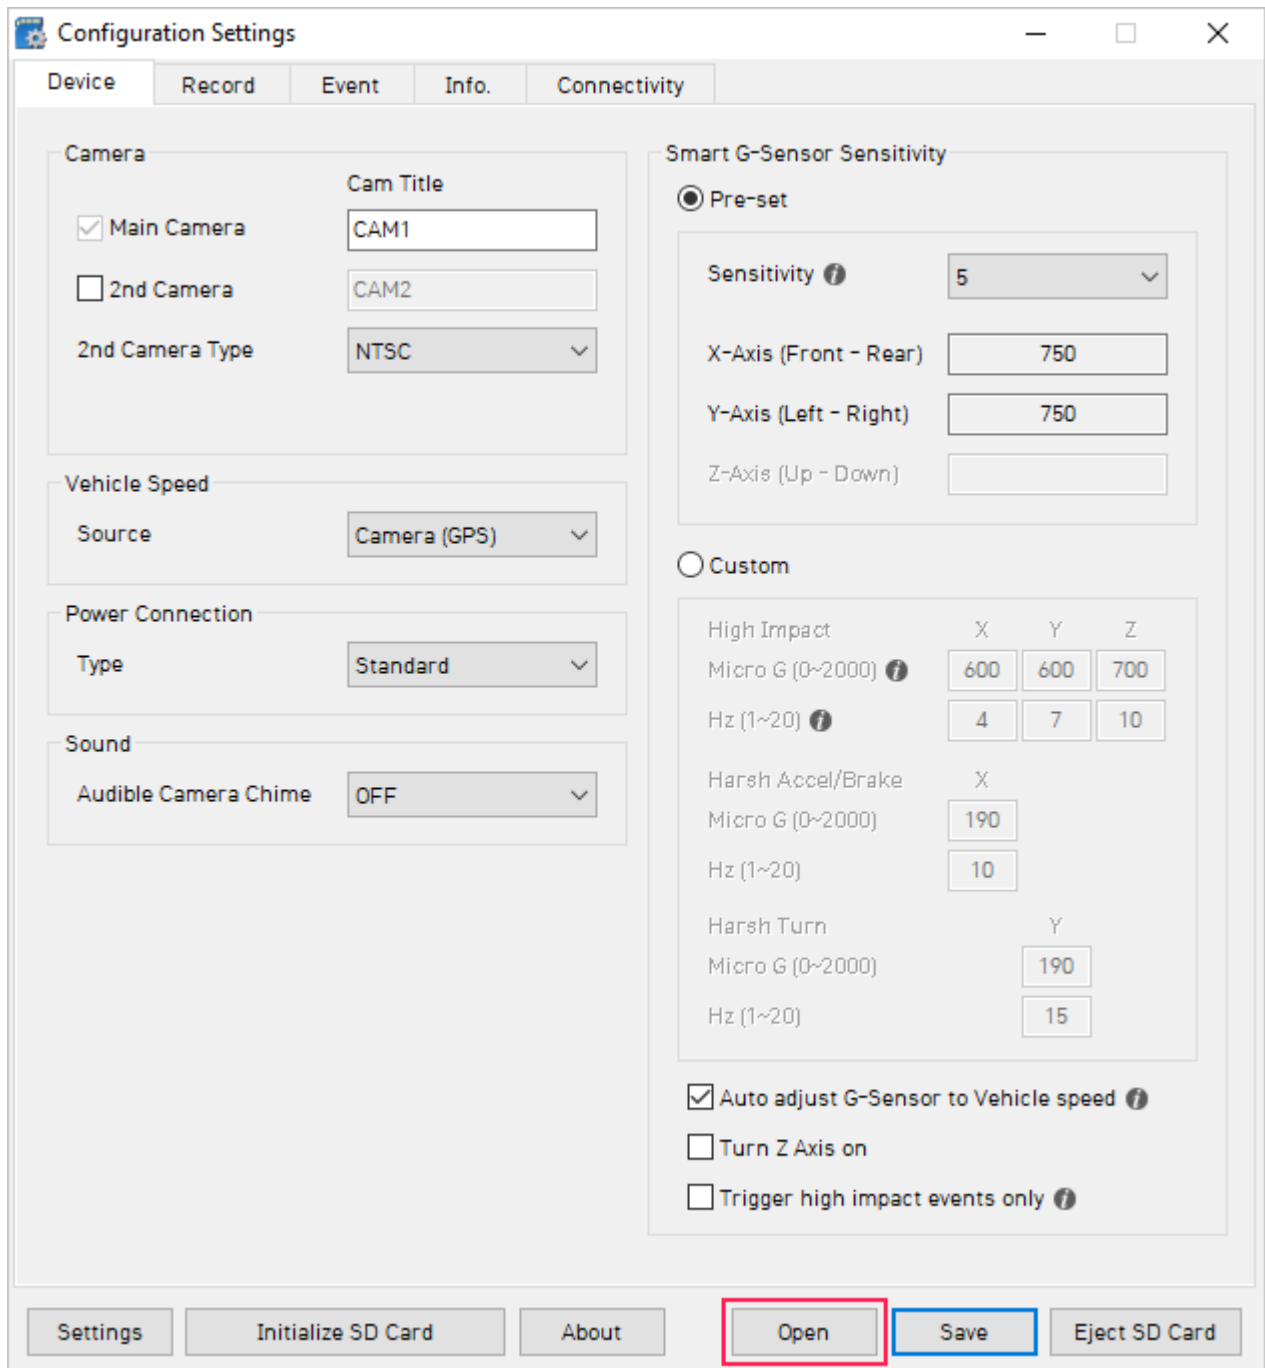 Configuration Settings
Device Record Event Info. Connectivity
Camera
Cam Title
Main Camera CAM1
2nd Camera CAM2
2nd Camera Type NTSC
Vehicle Speed
Source Camera (GPS)
Power Connection
Type Standard
Sound
Audible Camera Chime OFF
Smart G-Sensor Sensitivity
Pre-set
Sensitivity i 5
X-Axis (Front - Rear) 750
Y-Axis (Left - Right) 750
Z-Axis (Up - Down)
Custom
High Impact X Y Z
Micro G (0~2000) i 600 600 700
Hz (1~20) i 4 7 10
Harsh Accel/Brake X
Micro G (0~2000) 190
Hz (1~20) 10
Harsh Turn Y
Micro G (0~2000) 190
Hz (1~20) 15
Auto adjust G-Sensor to Vehicle speed i
Turn Z Axis on
Trigger high impact events only i
Settings Initialize SD Card About Open Save Eject SD Card